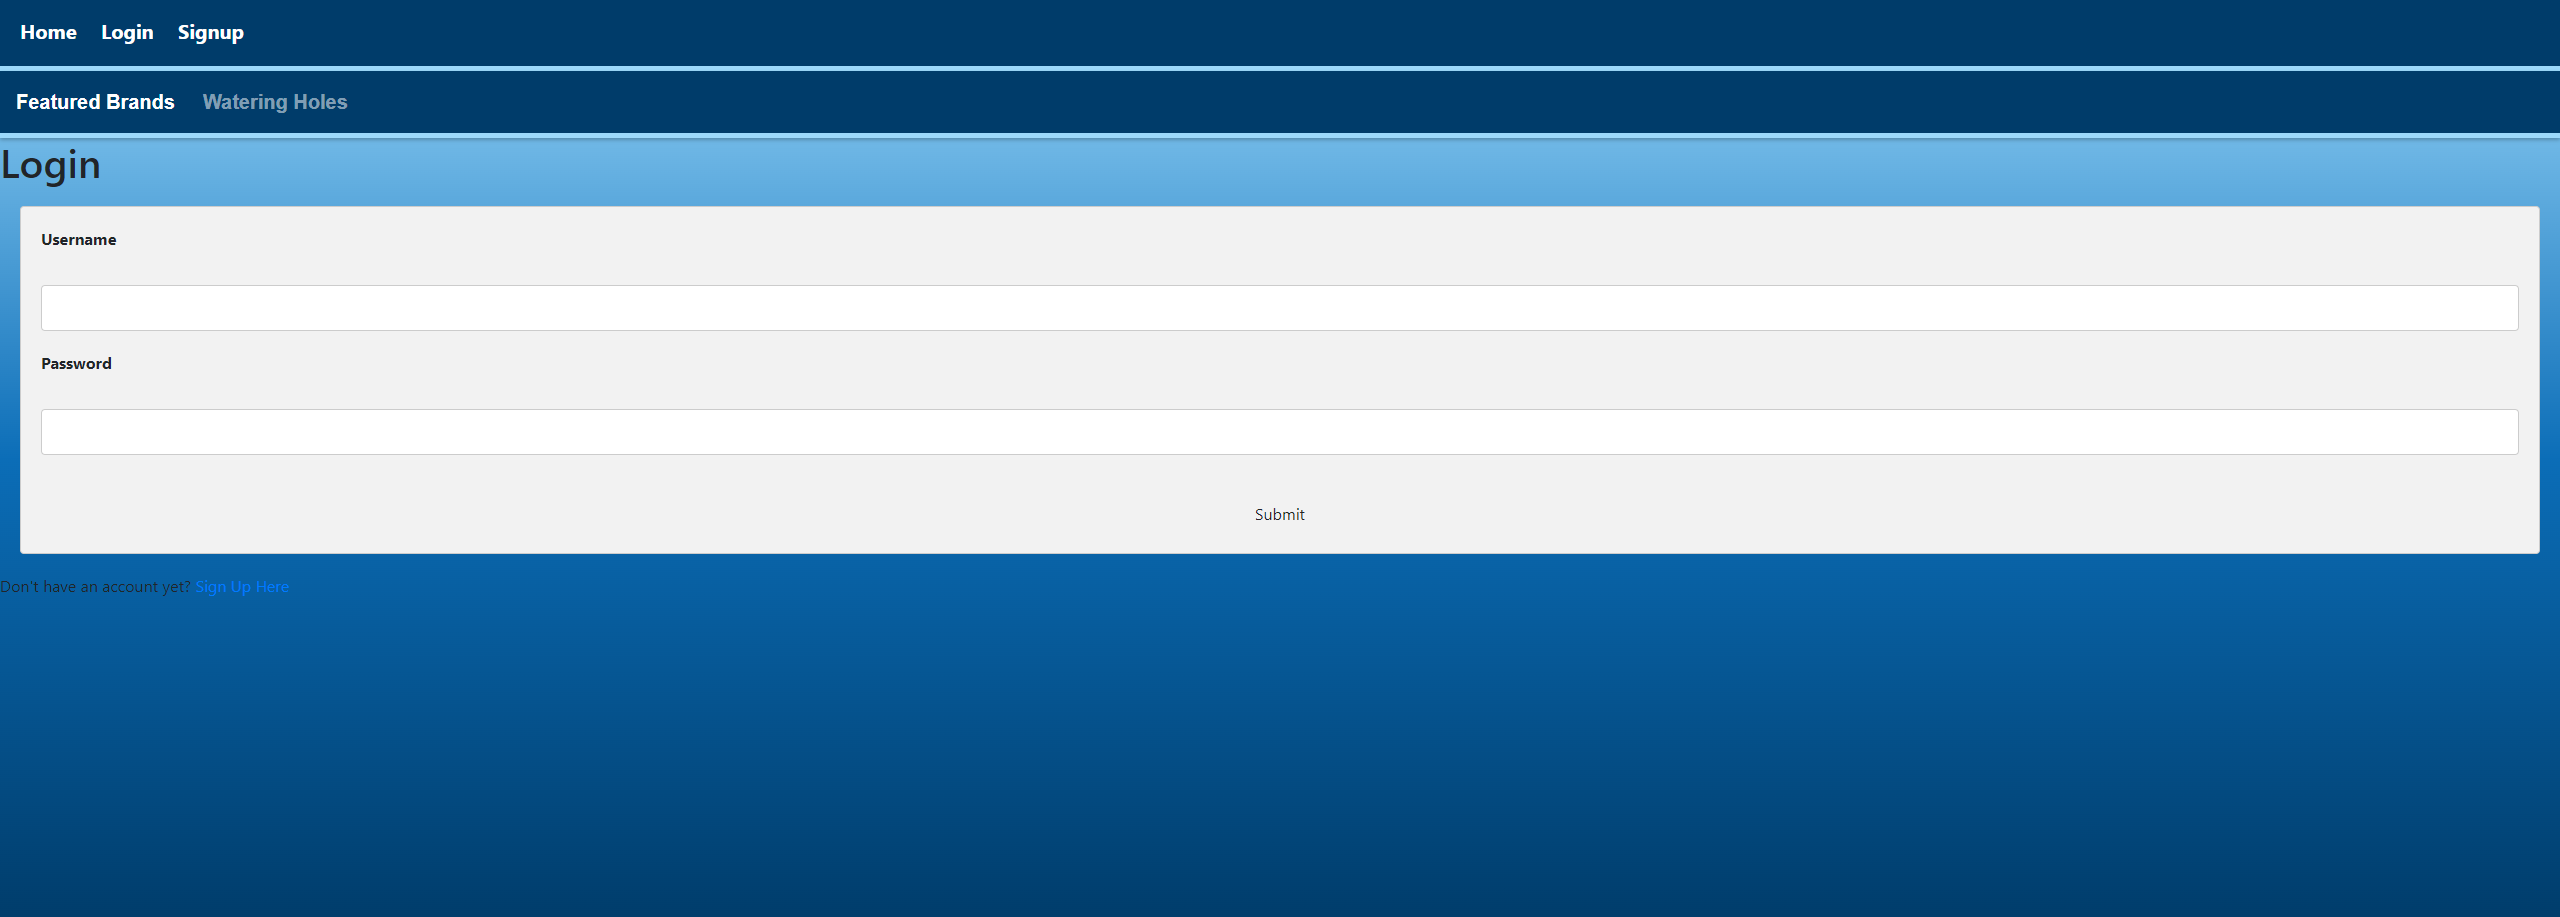 Home Login Signup
Featured Brands Watering Holes
Login
Username
Password
Submit
Don't have an account yet? Sign Up Here